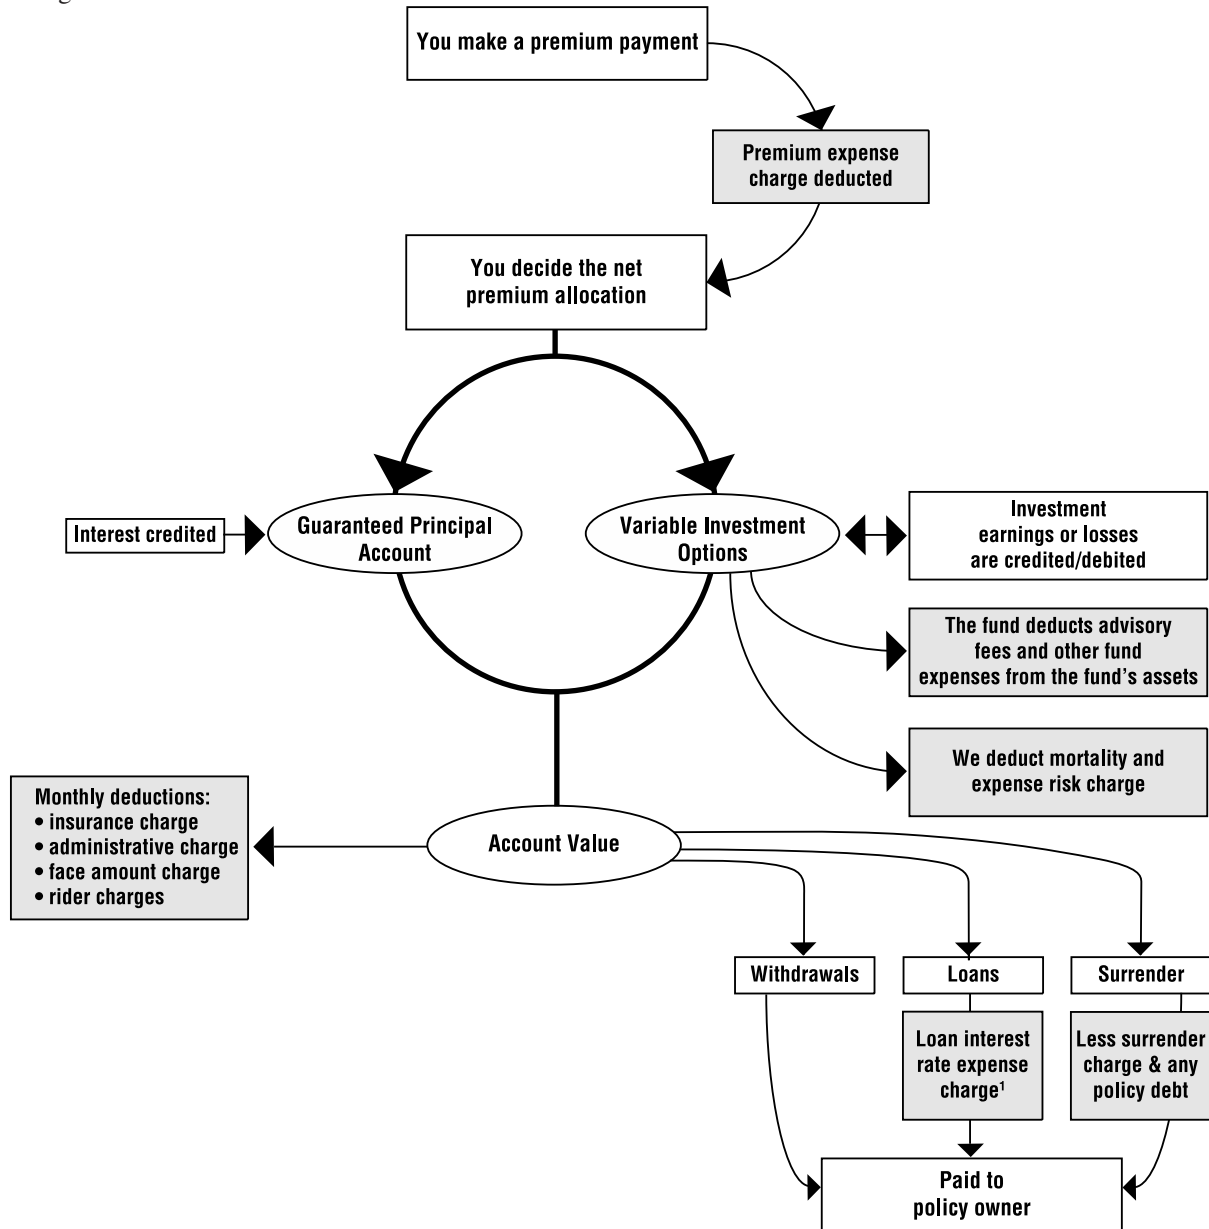 You make a premium payment
Premium expense
charge deducted
You decide the net
premium allocation
Interest credited
Guaranteed Principal
Account
Variable Investment
Options
Investment
earnings or losses
are credited/debited
The fund deducts advisory
fees and other fund
expenses from the fund’s assets
We deduct mortality and
expense risk charge
Monthly deductions:
• insurance charge
• administrative charge
• face amount charge
• rider charges
Account Value
Withdrawals
Loans
Surrender
Loan interest
rate expense
charge¹
Less surrender
charge & any
policy debt
Paid to
policy owner